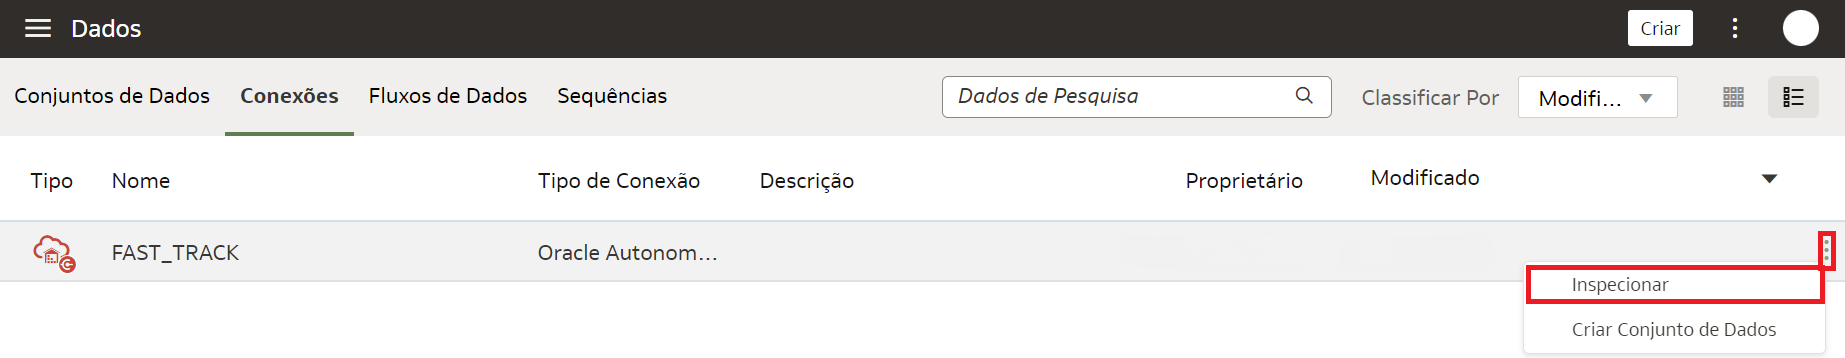 Dados
Criar
Conjuntos de Dados
Conexões
Fluxos de Dados
Sequências
Dados de Pesquisa
Classificar Por
Modifi...
Tipo
Nome
Tipo de Conexão
Descrição
Proprietário
Modificado
FAST_TRACK
Oracle Autonom...
Inspecionar
Criar Conjunto de Dados